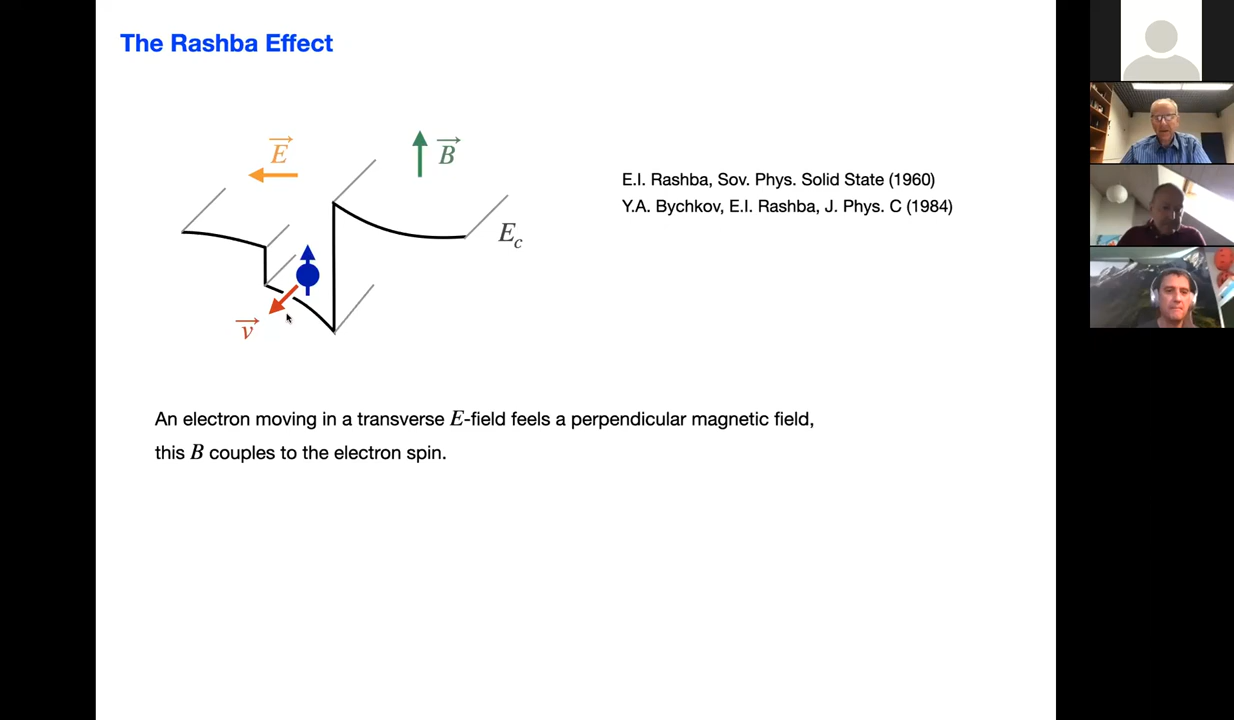 The Rashba Effect
E
B
E.I. Rashba, Sov. Phys. Solid State (1960)
Y.A. Bychkov, E.I. Rashba, J. Phys. C (1984)
E_c
v
An electron moving in a transverse E-field feels a perpendicular magnetic field,
this B couples to the electron spin.